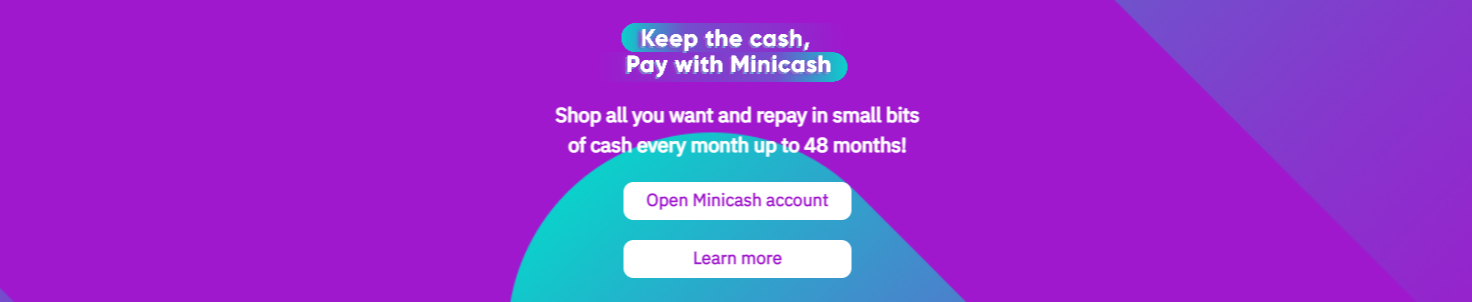 Keep the cash,
Pay with Minicash
Shop all you want and repay in small bits
of cash every month up to 48 months!
Open Minicash account
Learn more